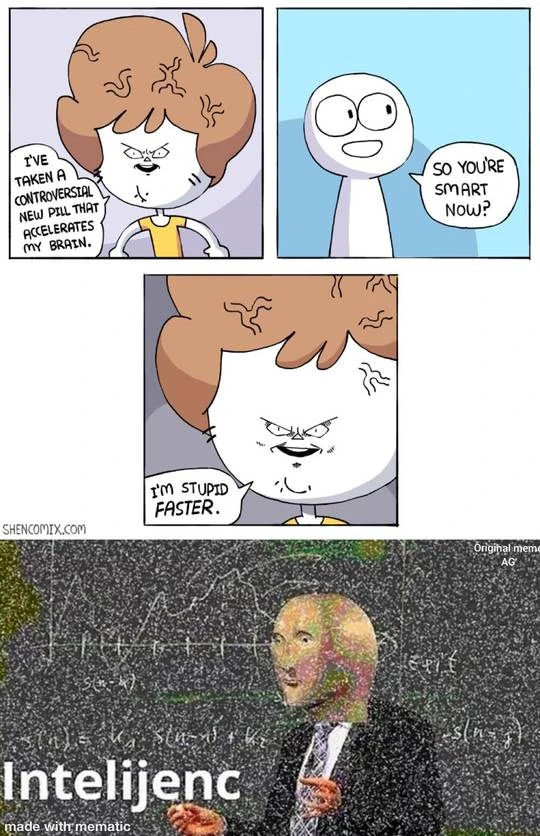 I'VE
TAKEN A
CONTROVERSIAL
NEW PILL THAT
ACCELERATES
MY BRAIN.
SO YOU'RE
SMART
NOW?
I'M STUPID
FASTER.
SHENCOMIX.COM
Original meme
AG'
Intelijenc
made with mematic